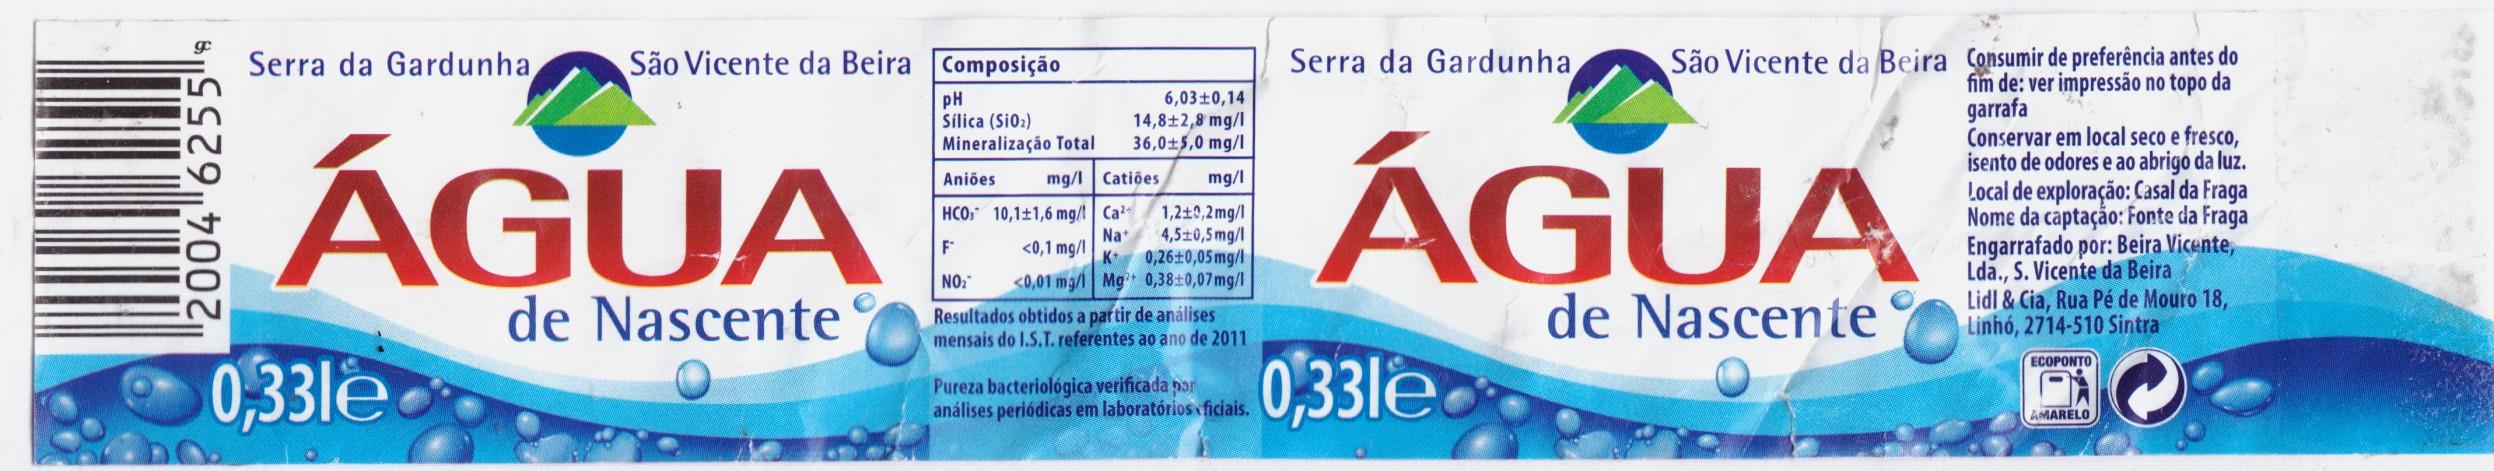 20046255
gc
Serra da Gardunha São Vicente da Beira
ÁGUA
de Nascente
0,33l e
Composição
pH 6,03±0,14
Sílica (SiO₂) 14,8±2,8 mg/l
Mineralização Total 36,0±5,0 mg/l
Aniões mg/l Catiões mg/l
HCO₃⁻ 10,1±1,6 mg/l Ca²⁺ 1,2±0,2mg/l
F⁻ <0,1 mg/l Na⁺ 4,5±0,5mg/l
K⁺ 0,26±0,05mg/l
NO₂⁻ <0,01 mg/l Mg²⁺ 0,38±0,07mg/l
Resultados obtidos a partir de análises
mensais do I.S.T. referentes ao ano de 2011
Pureza bacteriológica verificada por
análises periódicas em laboratórios oficiais.
Serra da Gardunha São Vicente da Beira
ÁGUA
de Nascente
0,33l e
Consumir de preferência antes do
fim de: ver impressão no topo da
garrafa
Conservar em local seco e fresco,
isento de odores e ao abrigo da luz.
Local de exploração: Casal da Fraga
Nome da captação: Fonte da Fraga
Engarrafado por: Beira Vicente,
Lda., S. Vicente da Beira
Lidl & Cia, Rua Pé de Mouro 18,
Linhó, 2714-510 Sintra
ECOPONTO
AMARELO